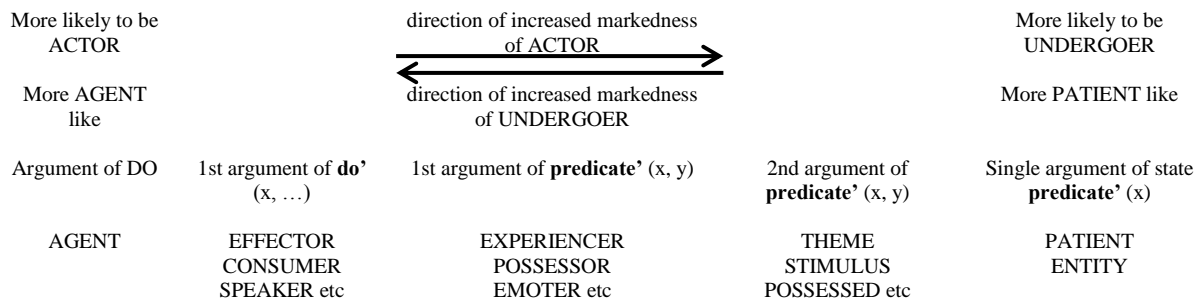 More likely to be ACTOR
direction of increased markedness of ACTOR
More likely to be UNDERGOER
More AGENT like
direction of increased markedness of UNDERGOER
More PATIENT like
Argument of DO
1st argument of do’ (x, …)
1st argument of predicate’ (x, y)
2nd argument of predicate’ (x, y)
Single argument of state predicate’ (x)
AGENT
EFFECTOR
CONSUMER
SPEAKER etc
EXPERIENCER
POSSESSOR
EMOTER etc
THEME
STIMULUS
POSSESSED etc
PATIENT
ENTITY